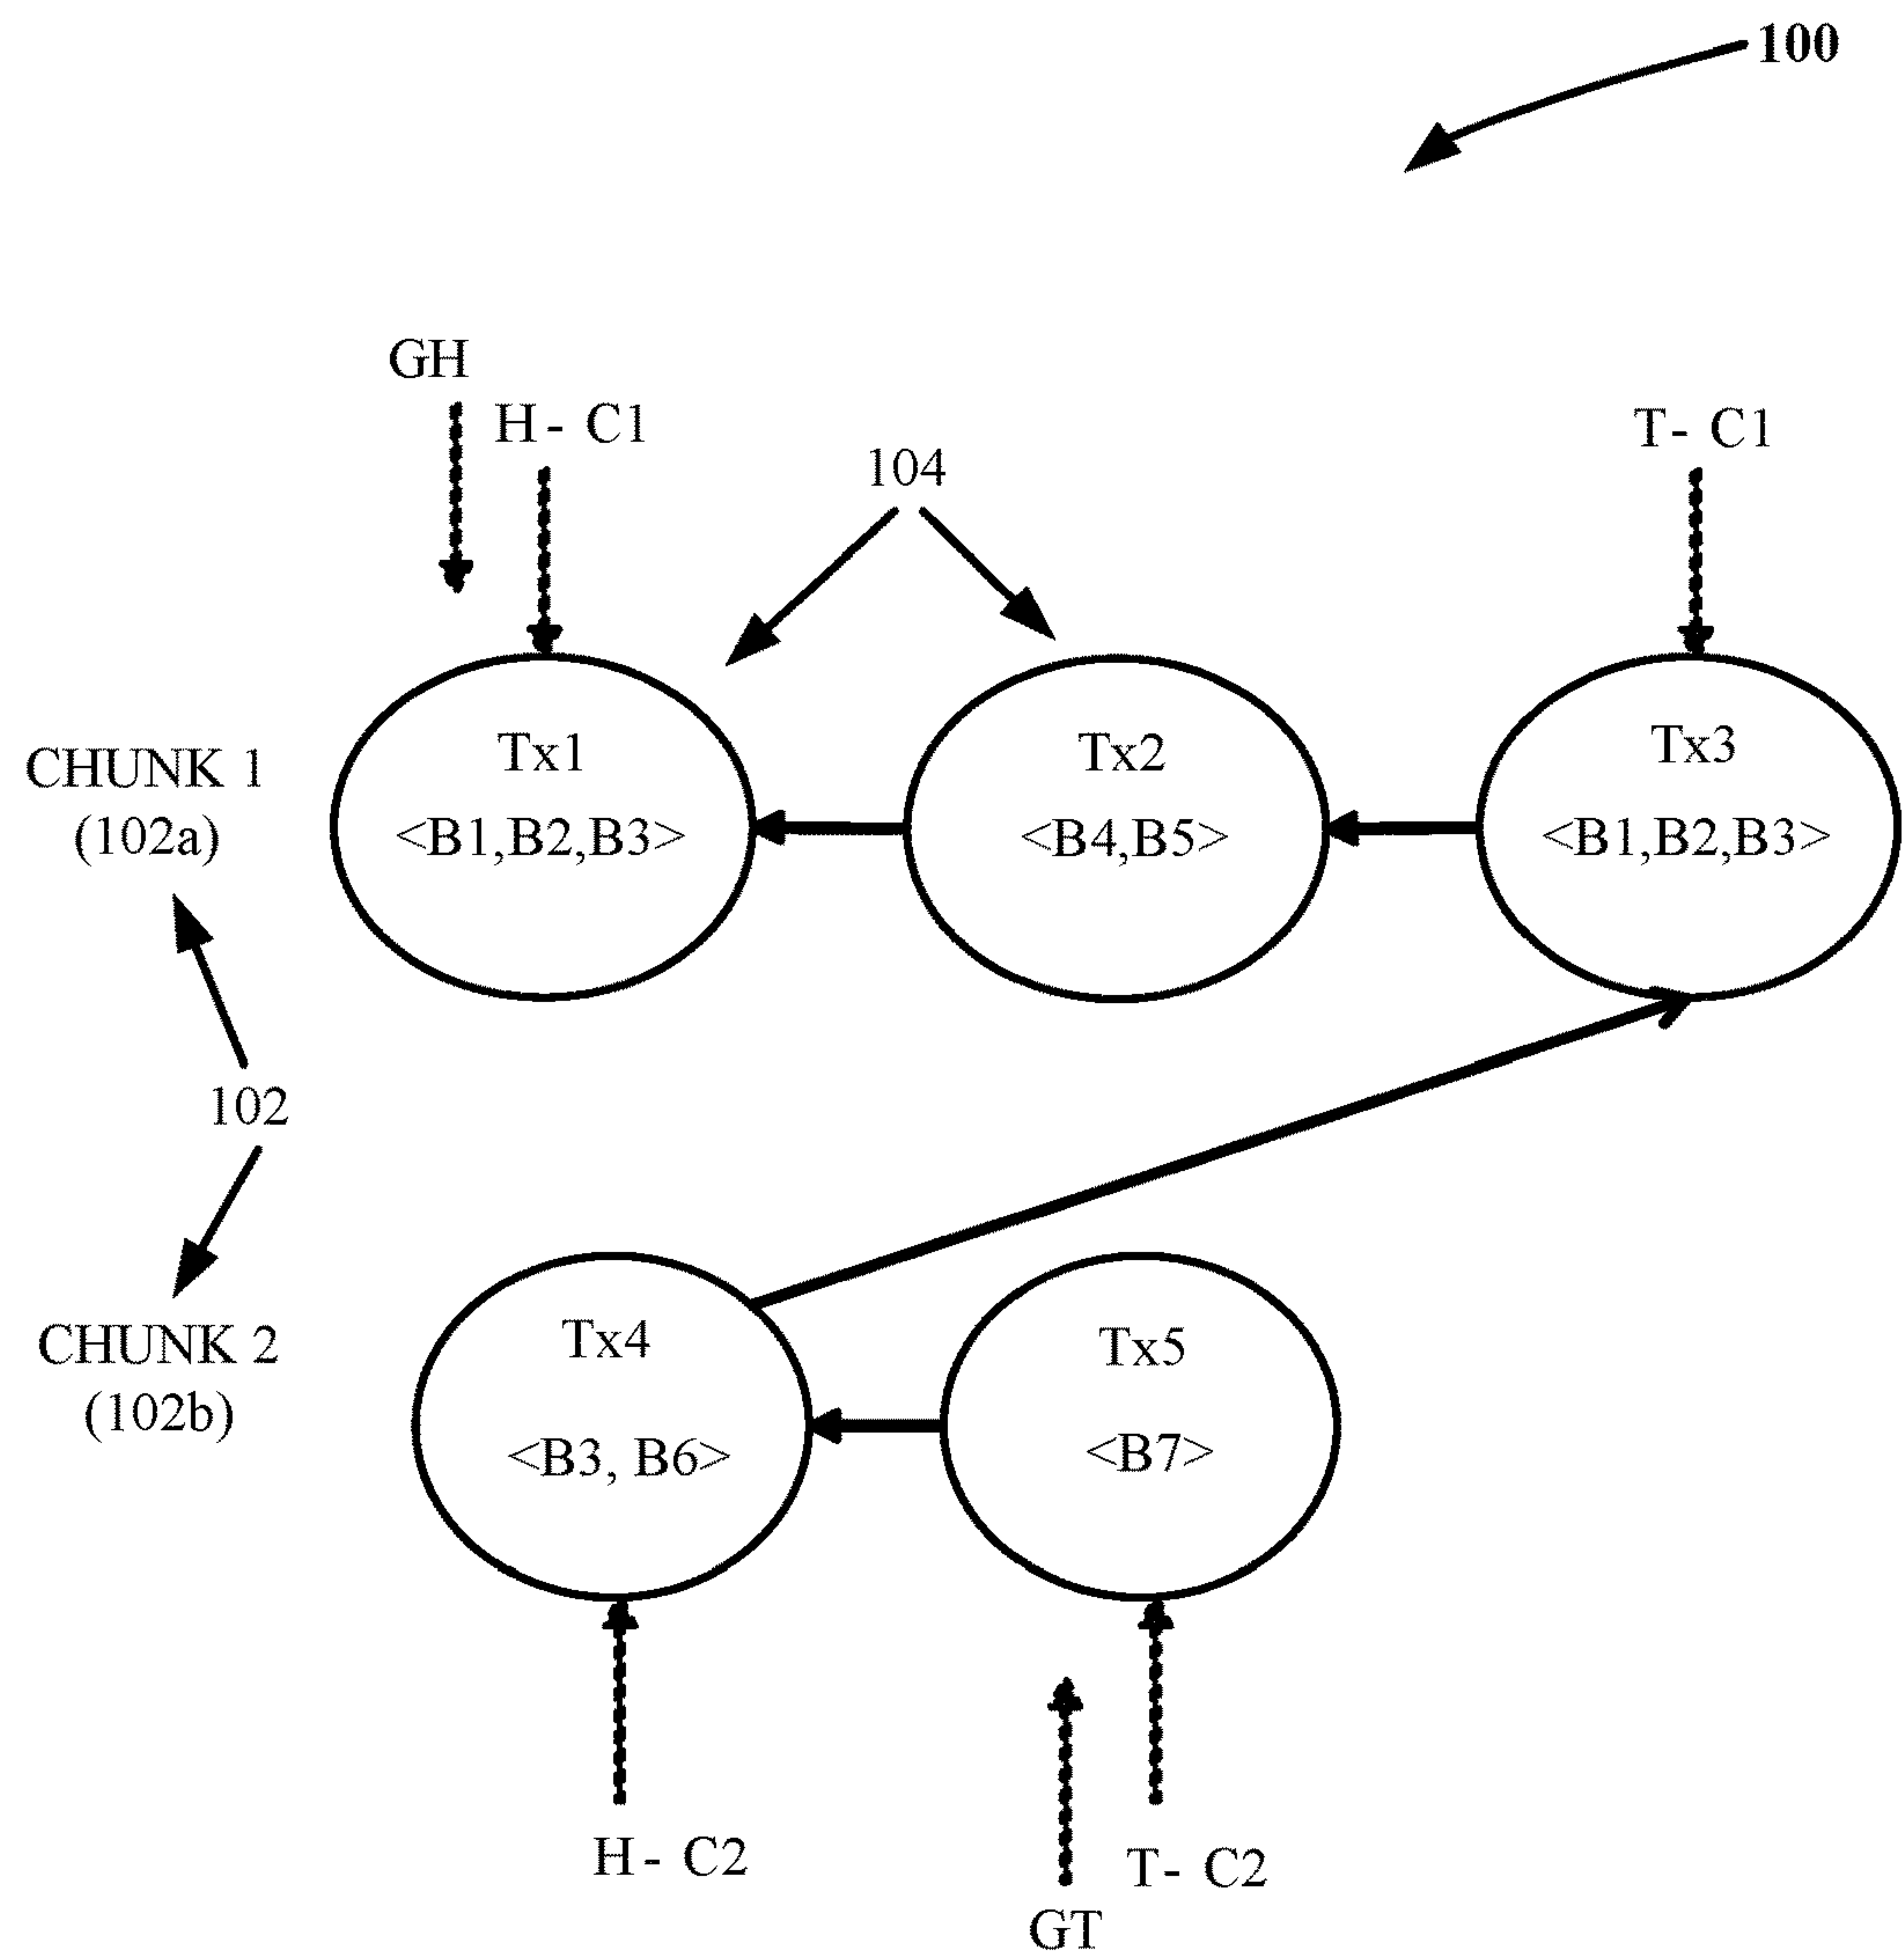 100
GH
H- C1
T- C1
104
Tx1
Tx2
Tx3
CHUNK 1
(102a)
<B1,B2,B3>
<B4,B5>
<B1,B2,B3>
102
CHUNK 2
(102b)
Tx4
Tx5
<B3, B6>
<B7>
H- C2
T- C2
GT